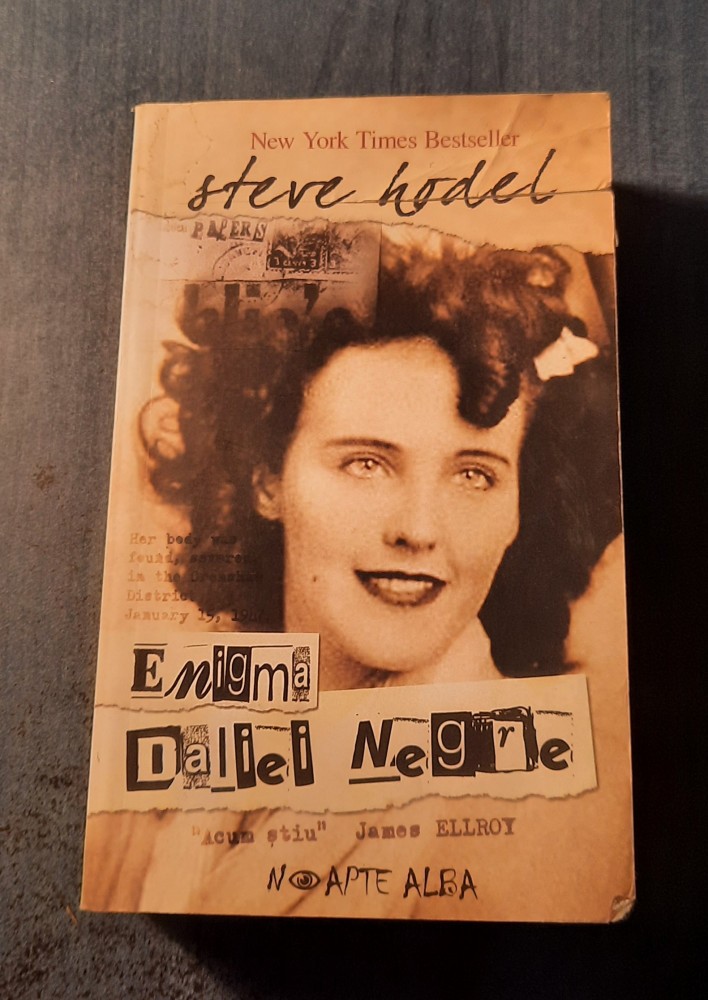 New York Times Bestseller
steve hodel
PAPERS
Her body was
found,
in the
District
January 15, 19
Enigma
Daliei Negre
"Acum știu" James ELLROY
NOAPTE ALBA